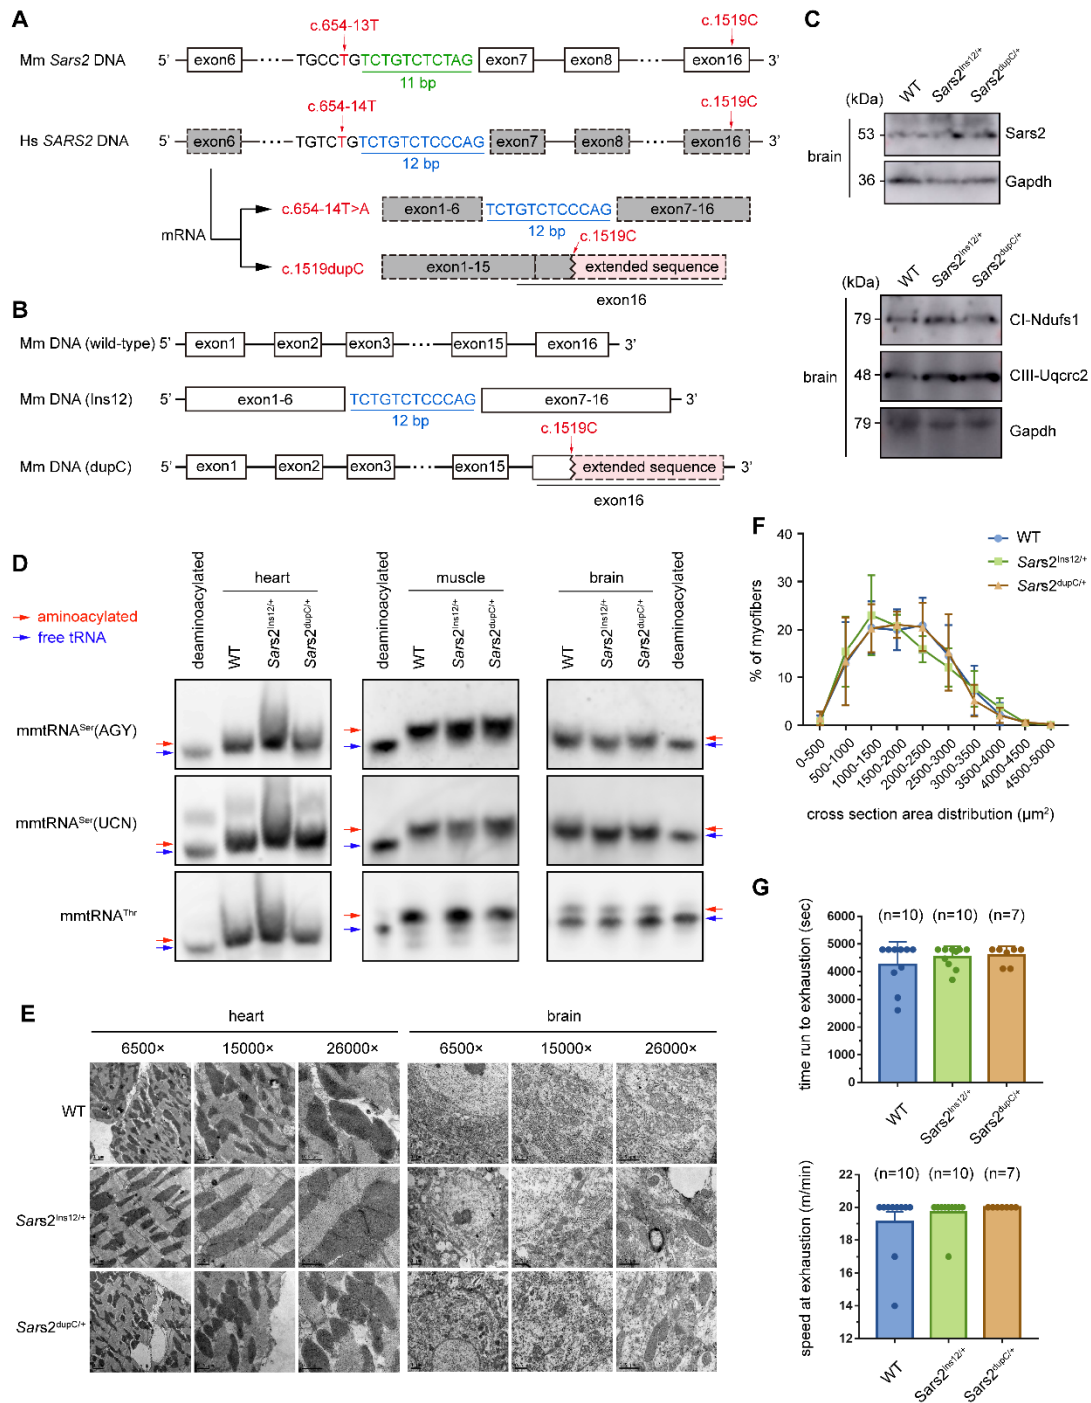 A
c.654-13T
c.1519C
Mm Sars2 DNA 5' exon6 TGCCTGTCTGTCTCTAG exon7 exon8 exon16 3'
11 bp
c.654-14T
c.1519C
Hs SARS2 DNA 5' exon6 TGTCTGTCTGTCTCCCAG exon7 exon8 exon16 3'
12 bp
mRNA
c.654-14T>A exon1-6 TCTGTCTCCCAG exon7-16
12 bp
c.1519C
c.1519dupC exon1-15 extended sequence
exon16
B
Mm DNA (wild-type) 5' exon1 exon2 exon3 exon15 exon16 3'
Mm DNA (Ins12) 5' exon1-6 TCTGTCTCCCAG exon7-16 3'
12 bp
c.1519C
Mm DNA (dupC) 5' exon1 exon2 exon3 exon15 extended sequence 3'
exon16
C
(kDa) WT Sars2Ins12/+ Sars2dupC/+
brain
53 Sars2
36 Gapdh
(kDa) WT Sars2Ins12/+ Sars2dupC/+
brain
79 CI-Ndufs1
48 CIII-Uqcrc2
79 Gapdh
D
aminoacylated
free tRNA
heart
deaminoacylated WT Sars2Ins12/+ Sars2dupC/+
muscle
deaminoacylated WT Sars2Ins12/+ Sars2dupC/+
brain
WT Sars2Ins12/+ Sars2dupC/+ deaminoacylated
mmtRNASer(AGY)
mmtRNASer(UCN)
mmtRNAThr
E
heart brain
6500× 15000× 26000× 6500× 15000× 26000×
WT
Sars2Ins12/+
Sars2dupC/+
F
% of myofibers
40
30
20
10
0
WT
Sars2Ins12/+
Sars2dupC/+
0-500 500-1000 1000-1500 1500-2000 2000-2500 2500-3000 3000-3500 3500-4000 4000-4500 4500-5000
cross section area distribution (μm2)
G
time run to exhaustion (sec)
(n=10) (n=10) (n=7)
6000
5000
4000
3000
2000
1000
0
WT Sars2Ins12/+ Sars2dupC/+
speed at exhaustion (m/min)
(n=10) (n=10) (n=7)
22
20
18
16
14
12
WT Sars2Ins12/+ Sars2dupC/+